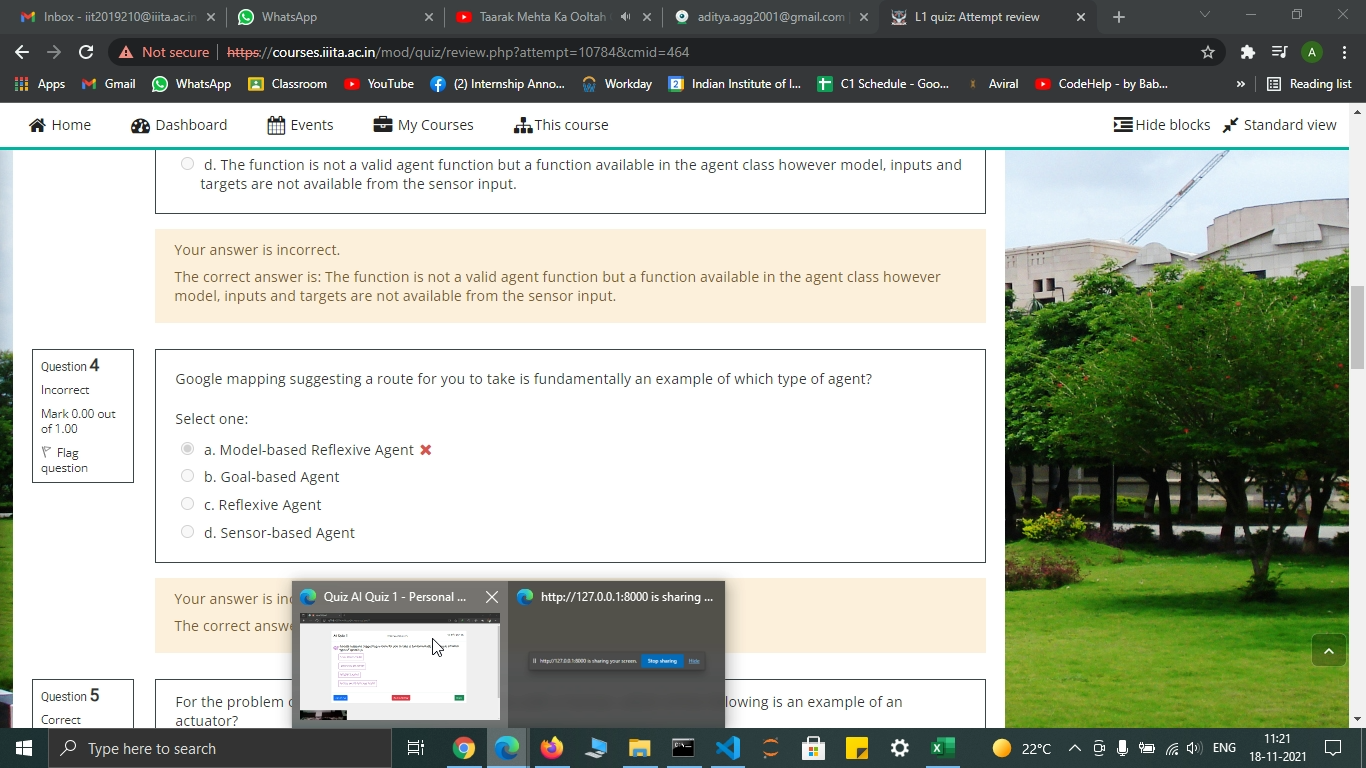 Inbox - iit2019210@iiita.ac.in
WhatsApp
Taarak Mehta Ka Ooltah
aditya.agg2001@gmail.com
L1 quiz: Attempt review
Not secure
https://courses.iiita.ac.in/mod/quiz/review.php?attempt=10784&cmid=464
A
Apps
Gmail
WhatsApp
Classroom
YouTube
(2) Internship Anno...
Workday
2
Indian Institute of I...
C1 Schedule - Goo...
Aviral
CodeHelp - by Bab...
»
Reading list
Home
Dashboard
Events
My Courses
This course
Hide blocks
Standard view
d. The function is not a valid agent function but a function available in the agent class however model, inputs and
targets are not available from the sensor input.
Your answer is incorrect.
The correct answer is: The function is not a valid agent function but a function available in the agent class however
model, inputs and targets are not available from the sensor input.
Question 4
Incorrect
Mark 0.00 out
of 1.00
Flag
question
Google mapping suggesting a route for you to take is fundamentally an example of which type of agent?
Select one:
a. Model-based Reflexive Agent
b. Goal-based Agent
c. Reflexive Agent
d. Sensor-based Agent
Your answer is in
The correct answe
Quiz AI Quiz 1 - Personal ...
http://127.0.0.1:8000 is sharing ...
http://127.0.0.1:8000 is sharing your screen.
Stop sharing
Hide
Question 5
Correct
For the problem
lowing is an example of an
actuator?
Type here to search
22°C
ENG
11:21
18-11-2021